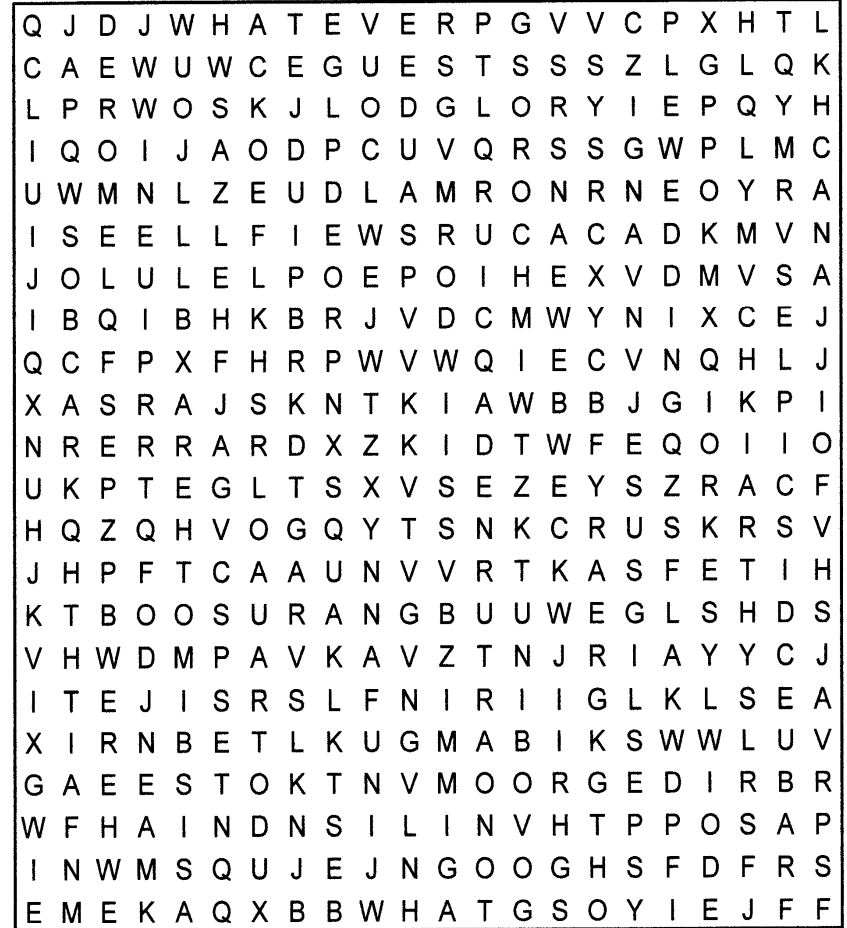 Q J D J W H A T E V E R P G V V C P X H T L
C A E W U W C E G U E S T S S S Z L G L Q K
L P R W O S K J L O D G L O R Y I E P Q Y H
I Q O I J A O D P C U V Q R S S G W P L M C
U W M N L Z E U D L A M R O N R N E O Y R A
I S E E L L F I E W S R U C A C A D K M V N
J O L U L E L P O E P O I H E X V D M V S A
I B Q I B H K B R J V D C M W Y N I X C E J
Q C F P X F H R P W V W Q I E C V N Q H L J
X A S R A J S K N T K I A W B B J G I K P I
N R E R R A R D X Z K I D T W F E Q O I I O
U K P T E G L T S X V S E Z E Y S Z R A C F
H Q Z Q H V O G Q Y T S N K C R U S K R S V
J H P F T C A A U N V V R T K A S F E T I H
K T B O O S U R A N G B U U W E G L S H D S
V H W D M P A V K A V Z T N J R I A Y Y C J
I T E J I S R S L F N I R I I G L K L S E A
X I R N B E T L K U G M A B I K S W W L U V
G A E E S T O K T N V M O O R G E D I R B R
W F H A I N D N S I L I N V H T P P O S A P
I N W M S Q U J E J N G O O G H S F D F R S
E M E K A Q X B B W H A T G S O Y I E J F F